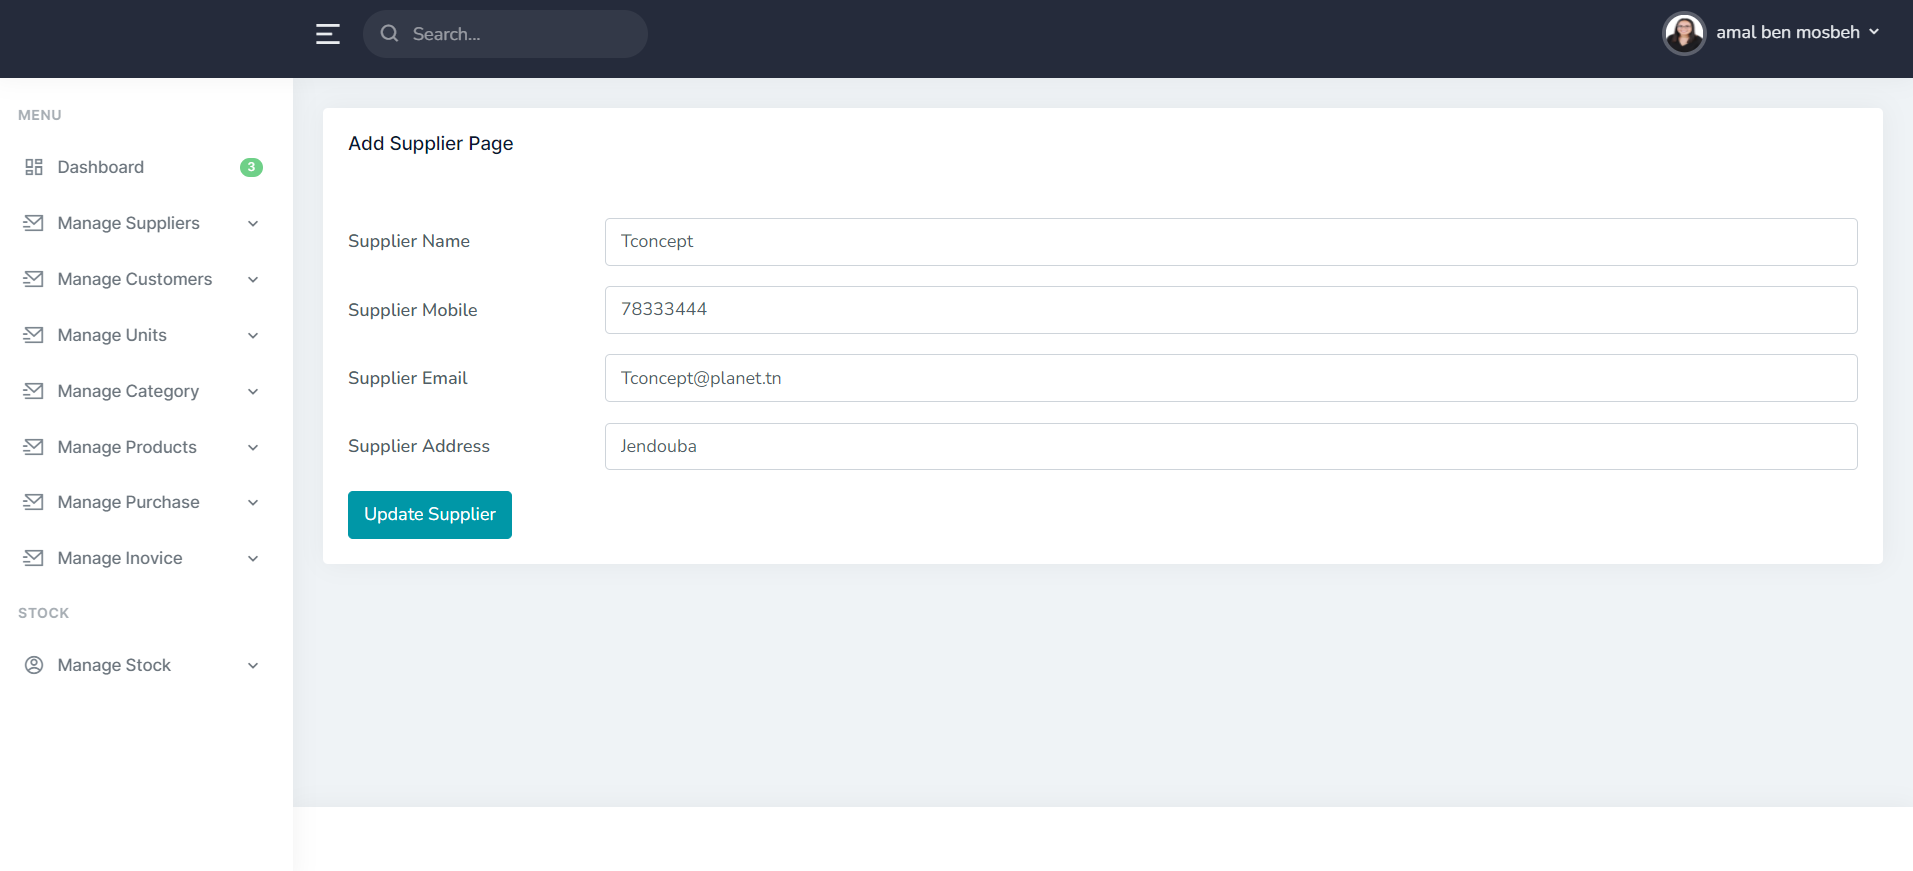 Search...
amal ben mosbeh
MENU
Dashboard 3
Manage Suppliers
Manage Customers
Manage Units
Manage Category
Manage Products
Manage Purchase
Manage Inovice
STOCK
Manage Stock
Add Supplier Page
Supplier Name Tconcept
Supplier Mobile 78333444
Supplier Email Tconcept@planet.tn
Supplier Address Jendouba
Update Supplier